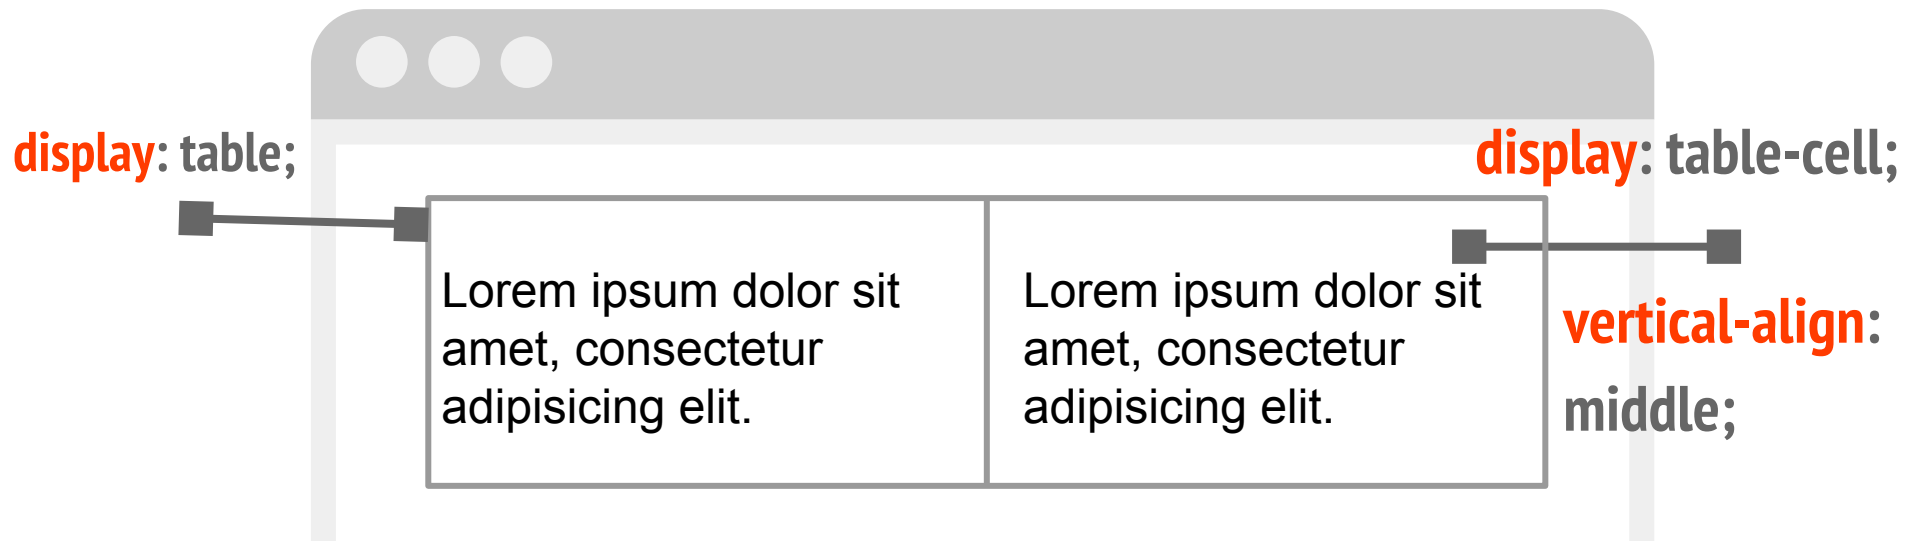 display: table;
display: table-cell;
Lorem ipsum dolor sit
amet, consectetur
adipisicing elit.
Lorem ipsum dolor sit
amet, consectetur
adipisicing elit.
vertical-align:
middle;